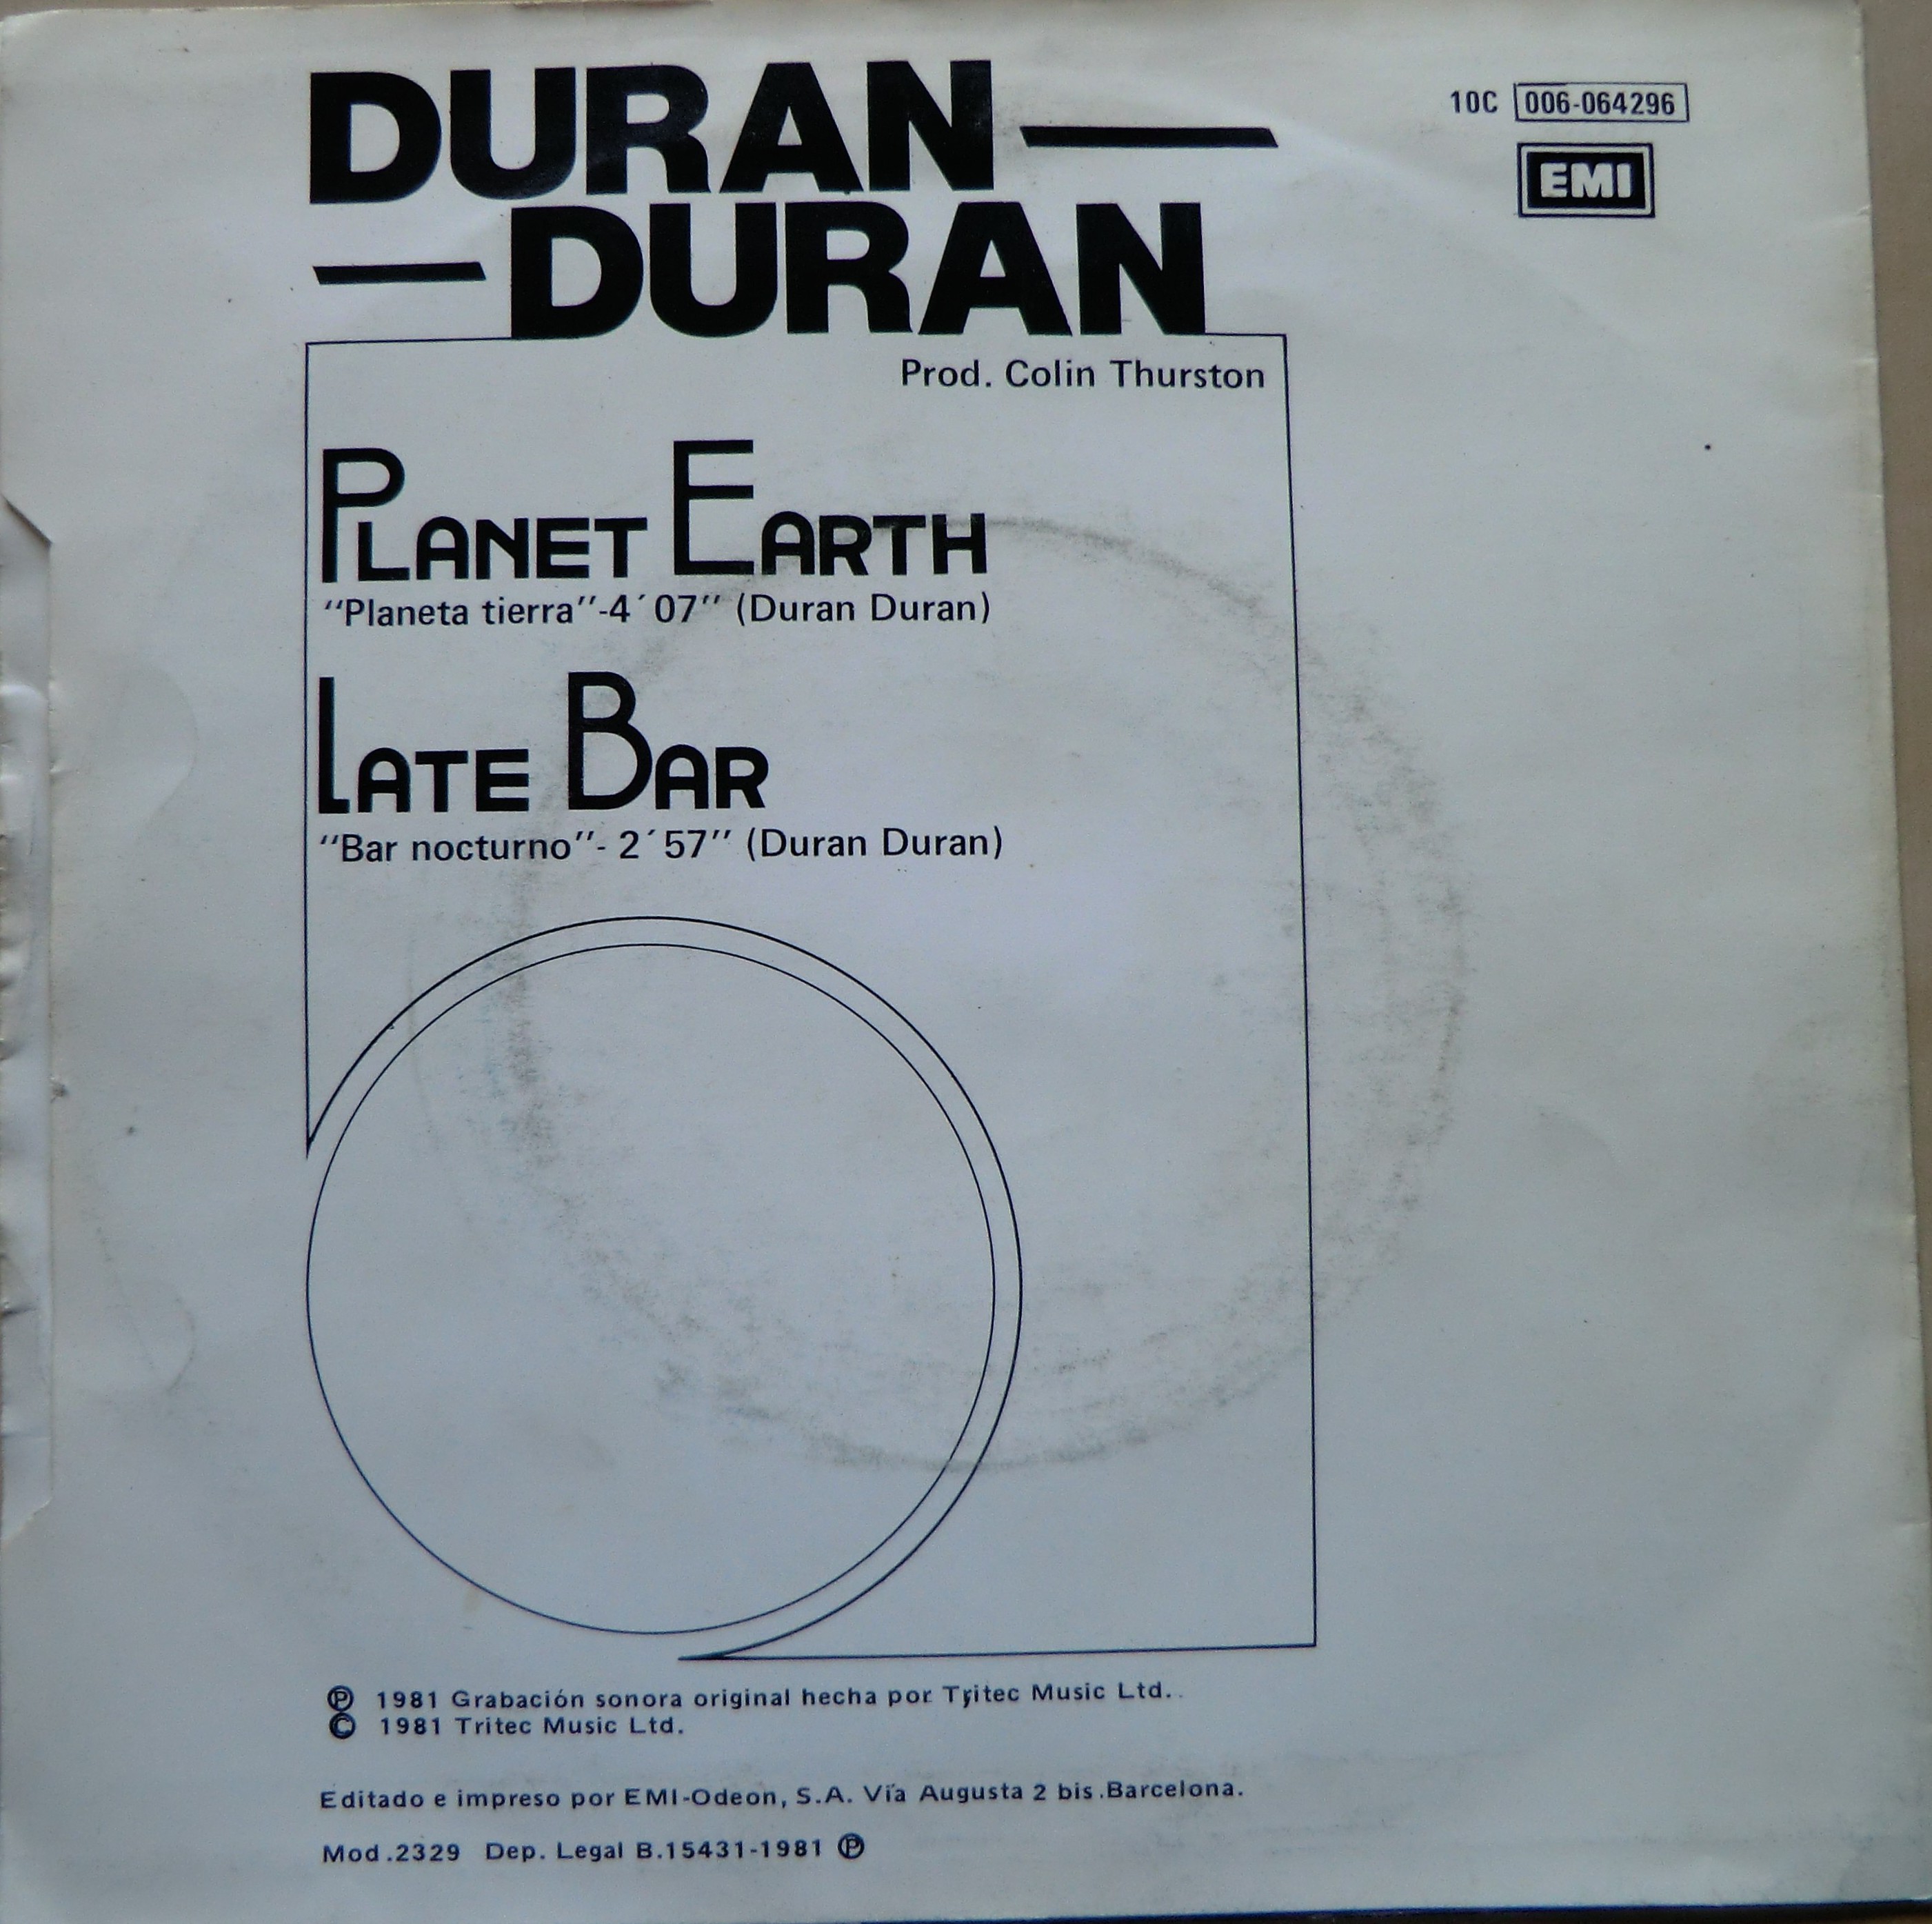 DURAN—
—DURAN
10C 006-064296
EMI
Prod. Colin Thurston
PLANET EARTH
“Planeta tierra”-4´07” (Duran Duran)
LATE BAR
“Bar nocturno”- 2´57” (Duran Duran)
Ⓟ 1981 Grabación sonora original hecha por Tritec Music Ltd.
© 1981 Tritec Music Ltd.
Editado e impreso por EMI-Odeon, S.A. Vía Augusta 2 bis.Barcelona.
Mod.2329 Dep. Legal B.15431-1981 Ⓟ